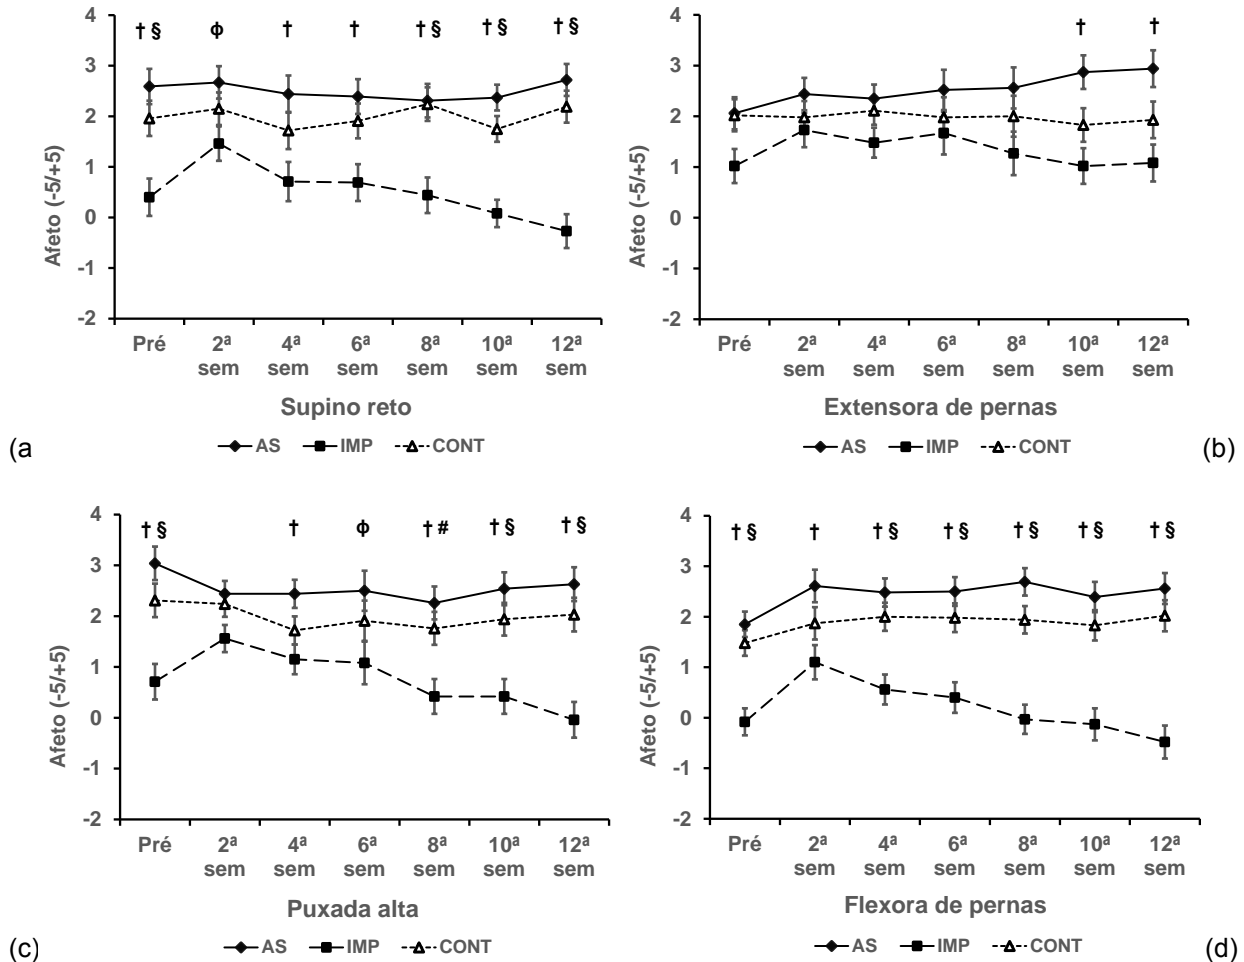 4
† § ɸ † † † § † § † §
3
2
1
0
-1
-2
Afeto (-5/+5)
Pré 2ª sem 4ª sem 6ª sem 8ª sem 10ª sem 12ª sem
Supino reto
AS IMP CONT
(a
4
† †
3
2
1
0
-1
-2
Afeto (-5/+5)
Pré 2ª sem 4ª sem 6ª sem 8ª sem 10ª sem 12ª sem
Extensora de pernas
AS IMP CONT
(b)
4
† § † ɸ † # † § † §
3
2
1
0
-1
-2
Afeto (-5/+5)
Pré 2ª sem 4ª sem 6ª sem 8ª sem 10ª sem 12ª sem
Puxada alta
AS IMP CONT
(c)
4
† § † † § † § † § † § † §
3
2
1
0
-1
-2
Afeto (-5/+5)
Pré 2ª sem 4ª sem 6ª sem 8ª sem 10ª sem 12ª sem
Flexora de pernas
AS IMP CONT
(d)